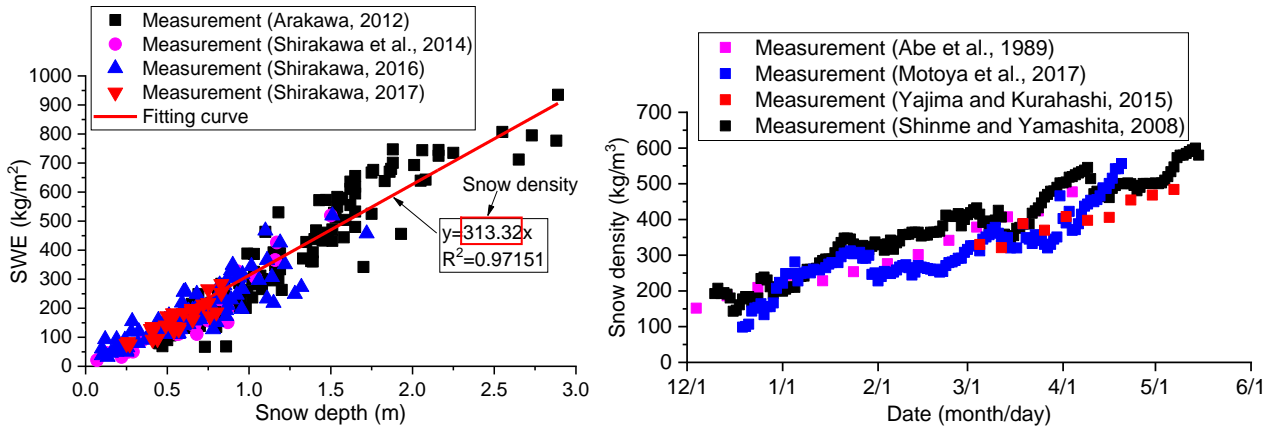 Measurement (Arakawa, 2012)
Measurement (Shirakawa et al., 2014)
Measurement (Shirakawa, 2016)
Measurement (Shirakawa, 2017)
Fitting curve
1000
900
800
700
600
500
400
300
200
100
0
SWE (kg/m²)
Snow density
y=313.32x
R²=0.97151
0.0 0.5 1.0 1.5 2.0 2.5 3.0
Snow depth (m)
Measurement (Abe et al., 1989)
Measurement (Motoya et al., 2017)
Measurement (Yajima and Kurahashi, 2015)
Measurement (Shinme and Yamashita, 2008)
700
600
500
400
300
200
100
0
Snow density (kg/m³)
12/1 1/1 2/1 3/1 4/1 5/1 6/1
Date (month/day)